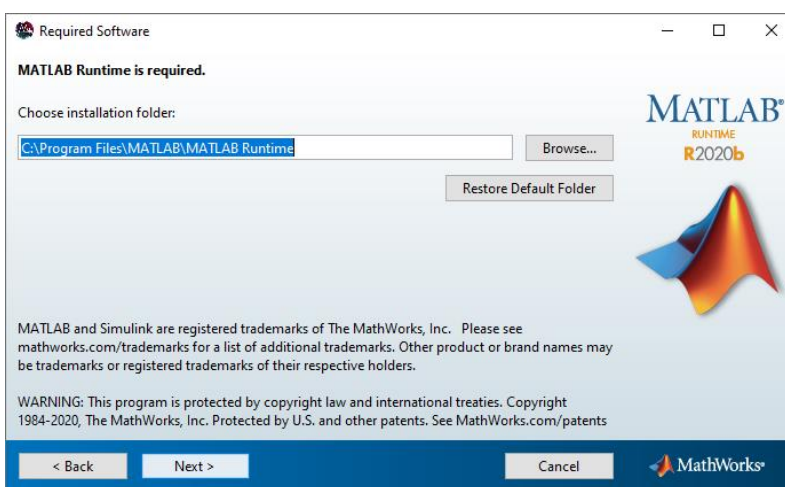 Required Software
MATLAB Runtime is required.
Choose installation folder:
C:\Program Files\MATLAB\MATLAB Runtime
Browse...
Restore Default Folder
MATLAB®
RUNTIME
R2020b
MATLAB and Simulink are registered trademarks of The MathWorks, Inc. Please see
mathworks.com/trademarks for a list of additional trademarks. Other product or brand names may
be trademarks or registered trademarks of their respective holders.
WARNING: This program is protected by copyright law and international treaties. Copyright
1984-2020, The MathWorks, Inc. Protected by U.S. and other patents. See MathWorks.com/patents
< Back
Next >
Cancel
MathWorks®